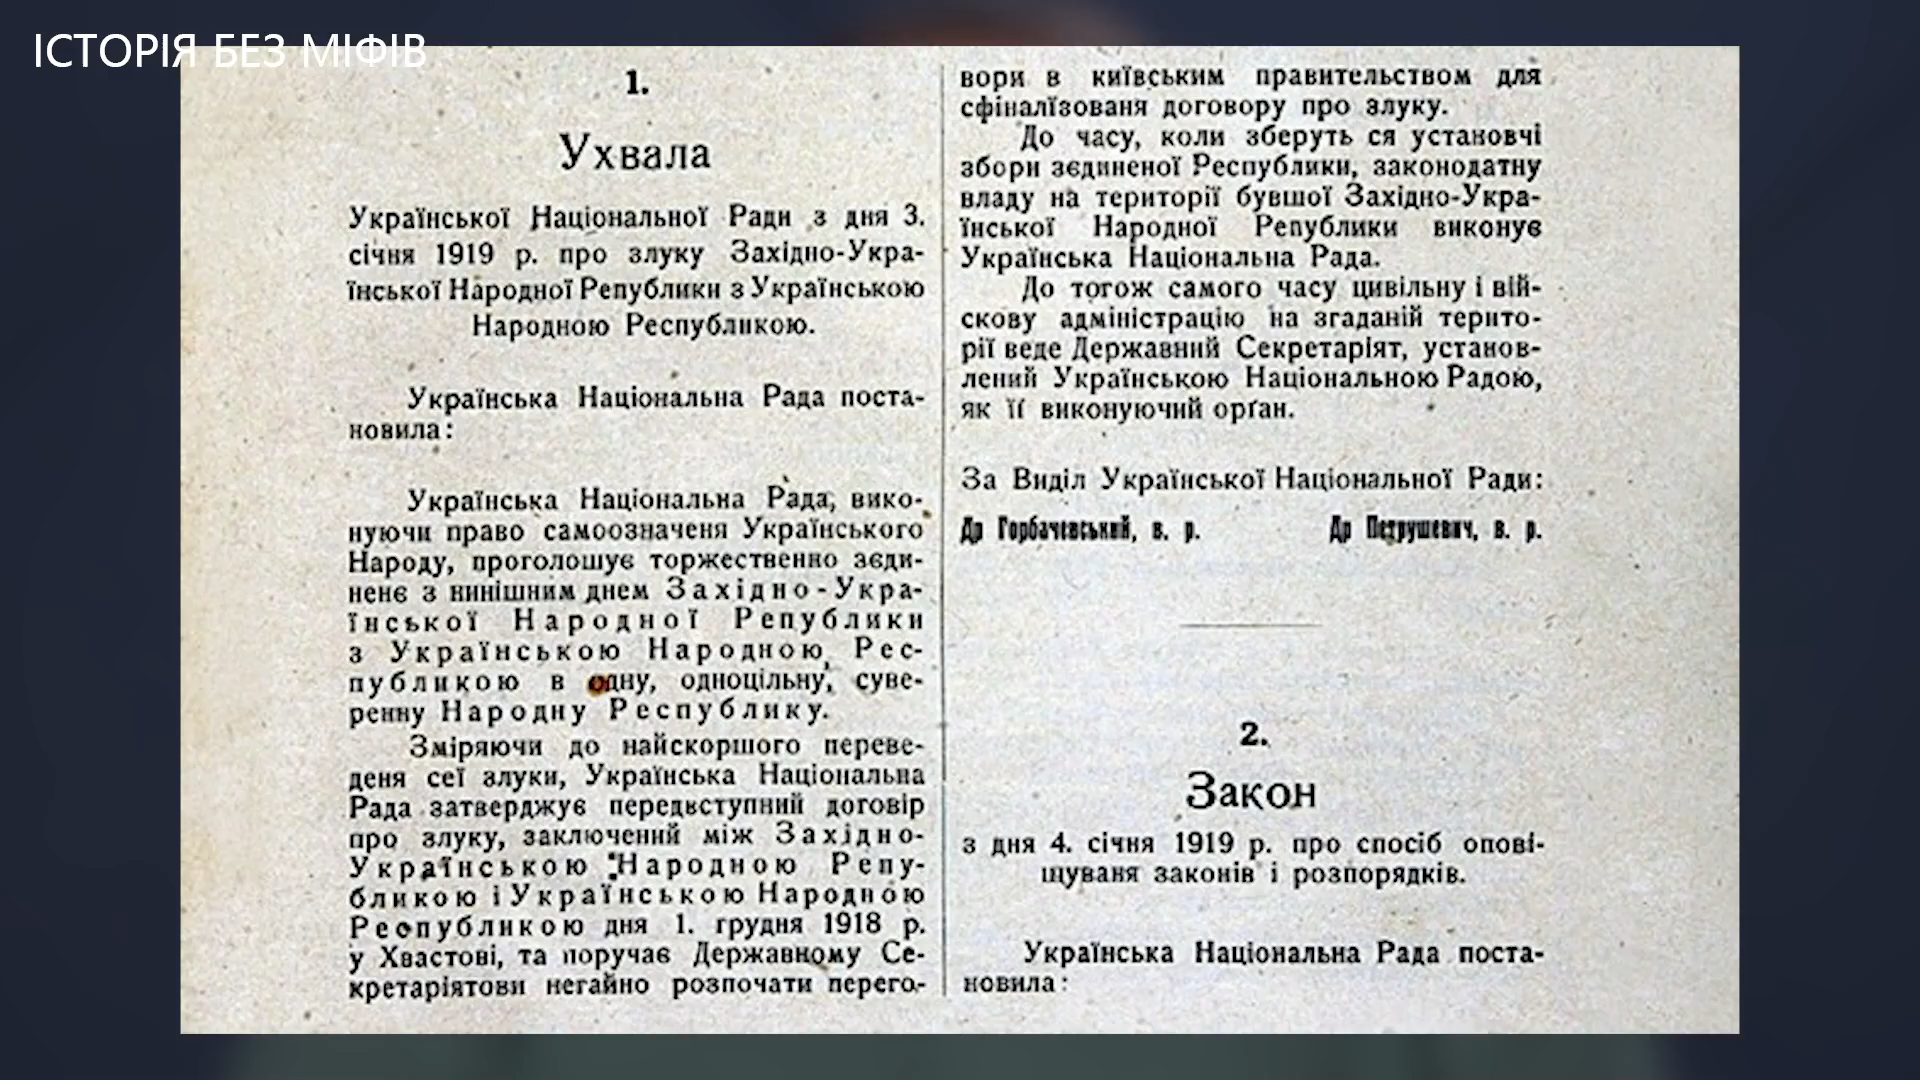 ІСТОРІЯ БЕЗ МІФІВ
1.
Ухвала
Української Національної Ради з дня 3.
січня 1919 р. про злуку Західно-Укра-
їнської Народної Републики з Українською
Народною Республикою.
Українська Національна Рада поста-
новила:
Українська Національна Рада, вико-
нуючи право самоозначеня Українського
Народу, проголошує торжественно зєди-
ненє з нинішним днем Західно-Укра-
їнської Народної Републики
з Українською Народною Рес-
публикою в одну, одноцільну, суве-
ренну Народну Республику.
Зміряючи до найскоршого переве-
деня сеї злуки, Українська Національна
Рада затверджує передвступний договір
про злуку, заключений між Західно-
Українською Народною Репу-
бликою і Українською Народною
Республикою дня 1. грудня 1918 р.
у Хвастові, та поручає Державному Се-
кретаріятови негайно розпочати перего-
вори в київським правительством для
сфіналїзованя договору про злуку.
До часу, коли зберуть ся установчі
збори зєдиненої Республики, законодатну
владу на території бувшої Західно-Укра-
їнської Народної Републики виконує
Українська Національна Рада.
До тогож самого часу цивільну і вій-
скову адміністрацію на згаданій терито-
рії веде Державний Секретаріят, установ-
лений Українською Національною Радою,
як її виконуючий орґан.
За Виділ Української Національної Ради:
Др Горбачевський, в. р. Др Петрушевич, в. р.
2.
Закон
з дня 4. січня 1919 р. про спосіб опові-
щуваня законів і розпорядків.
Українська Національна Рада поста-
новила: